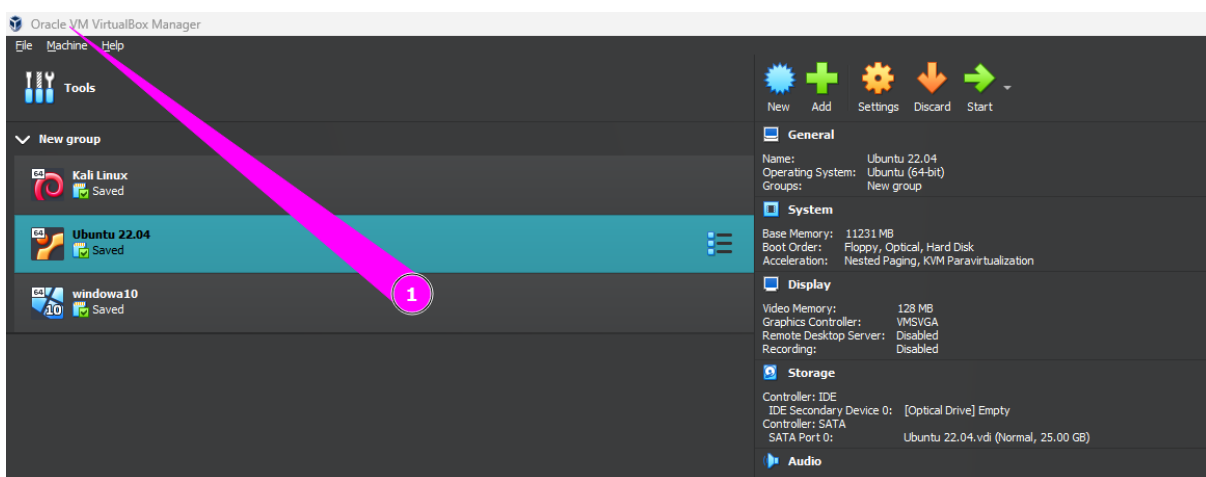 Oracle VM VirtualBox Manager
File Machine Help
Tools
New Add Settings Discard Start
New group
64 Kali Linux
Saved
64 Ubuntu 22.04
Saved
64 windowa10
10 Saved
1
General
Name: Ubuntu 22.04
Operating System: Ubuntu (64-bit)
Groups: New group
System
Base Memory: 11231 MB
Boot Order: Floppy, Optical, Hard Disk
Acceleration: Nested Paging, KVM Paravirtualization
Display
Video Memory: 128 MB
Graphics Controller: VMSVGA
Remote Desktop Server: Disabled
Recording: Disabled
Storage
Controller: IDE
IDE Secondary Device 0: [Optical Drive] Empty
Controller: SATA
SATA Port 0: Ubuntu 22.04.vdi (Normal, 25.00 GB)
Audio